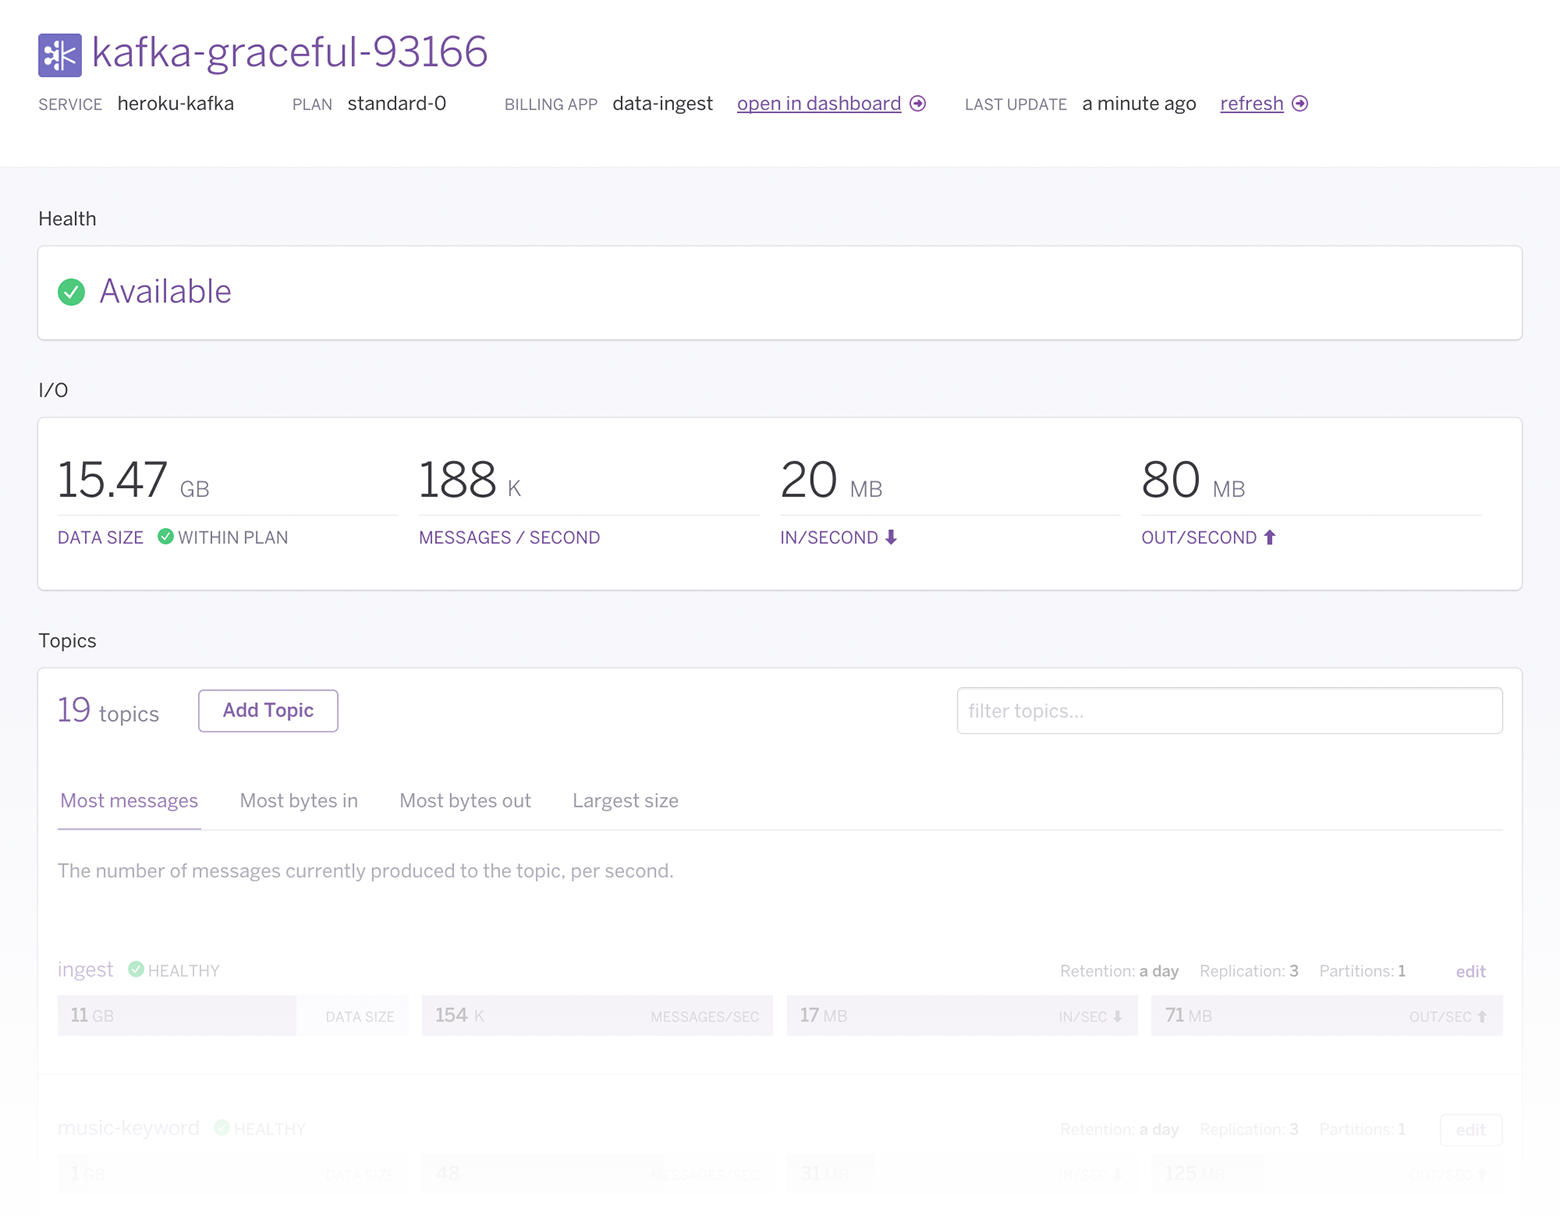 kafka-graceful-93166
SERVICE heroku-kafka PLAN standard-0 BILLING APP data-ingest open in dashboard LAST UPDATE a minute ago refresh
Health
Available
I/O
15.47 GB 188 K 20 MB 80 MB
DATA SIZE WITHIN PLAN MESSAGES / SECOND IN/SECOND OUT/SECOND
Topics
19 topics Add Topic filter topics...
Most messages Most bytes in Most bytes out Largest size
The number of messages currently produced to the topic, per second.
ingest HEALTHY Retention: a day Replication: 3 Partitions: 1 edit
11 GB DATA SIZE 154 K MESSAGES/SEC 17 MB IN/SEC 71 MB OUT/SEC
music-keyword HEALTHY Retention: a day Replication: 3 Partitions: 1 edit
1 GB DATA SIZE 48 MESSAGES/SEC 31 MB IN/SEC 125 MB OUT/SEC